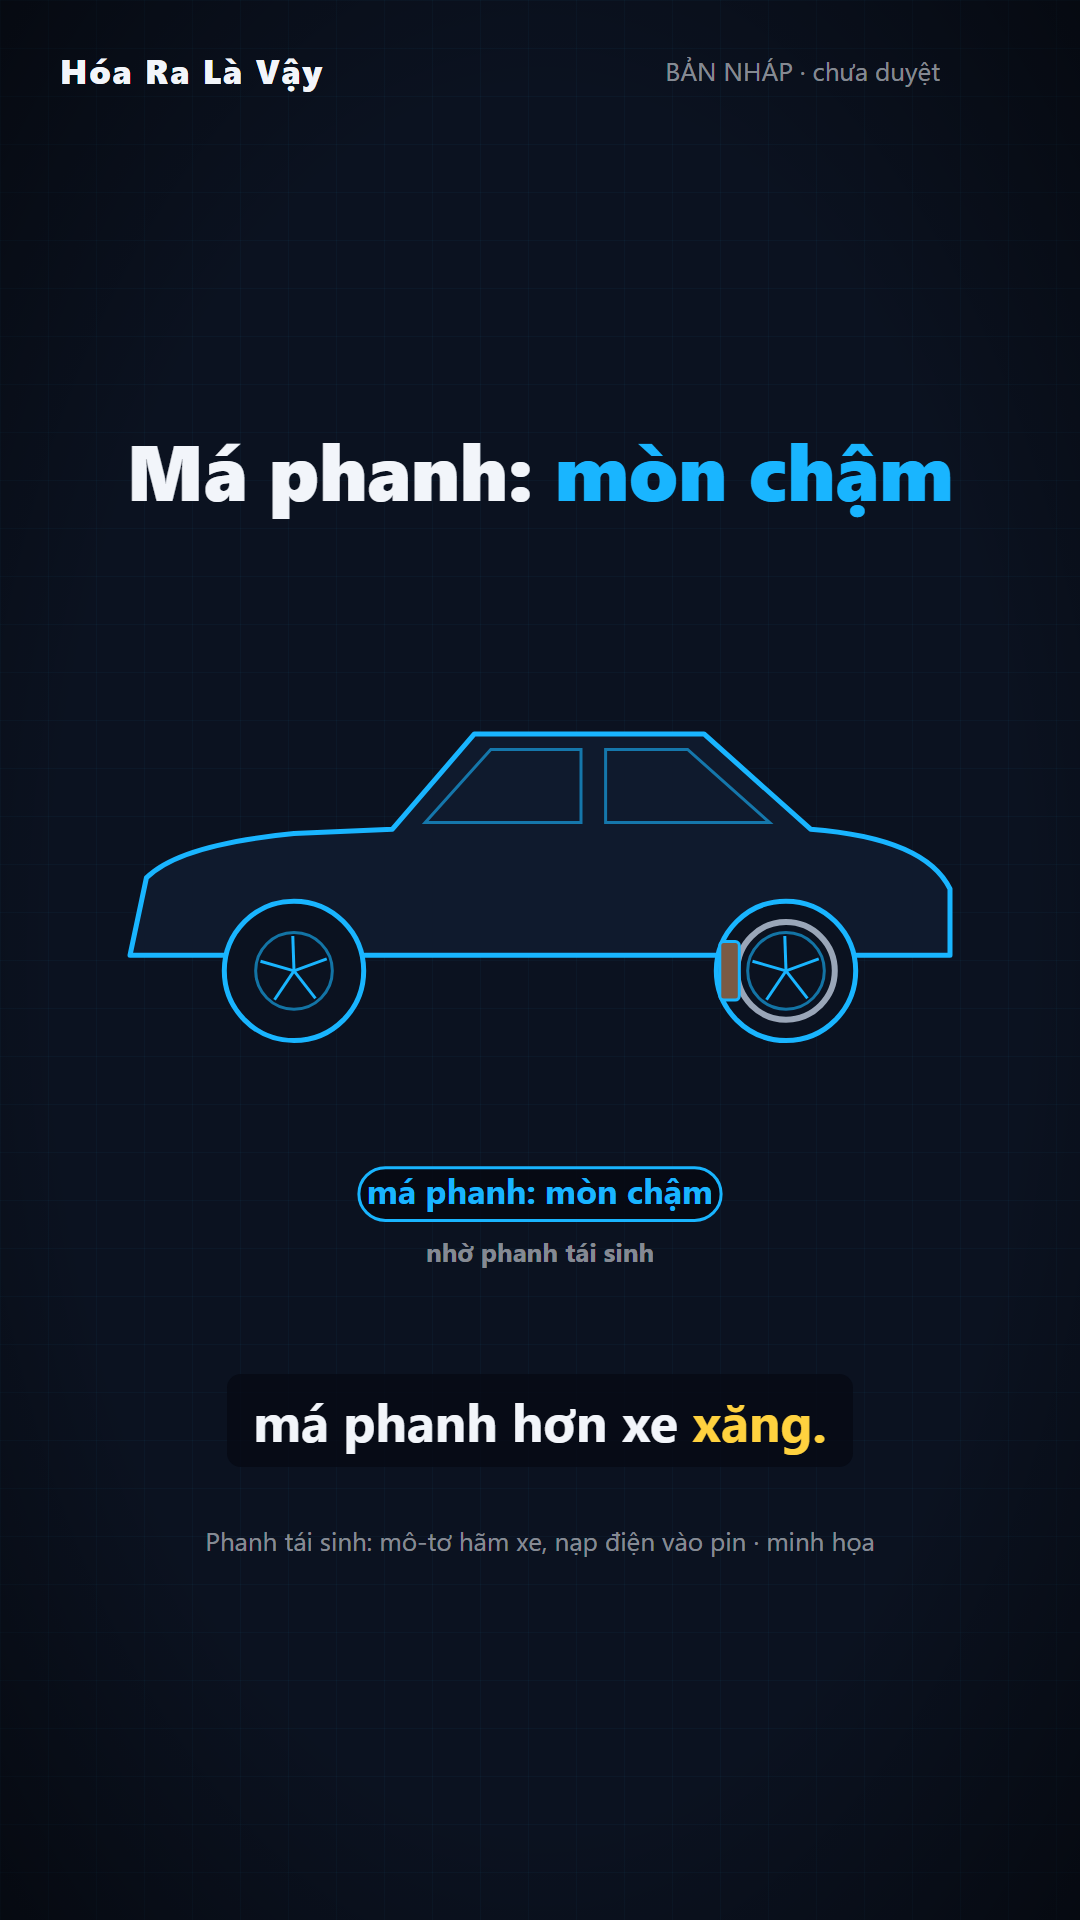 Hóa Ra Là Vậy
BẢN NHÁP · chưa duyệt
Má phanh: mòn chậm
má phanh: mòn chậm
nhờ phanh tái sinh
má phanh hơn xe xăng.
Phanh tái sinh: mô-tơ hãm xe, nạp điện vào pin · minh họa